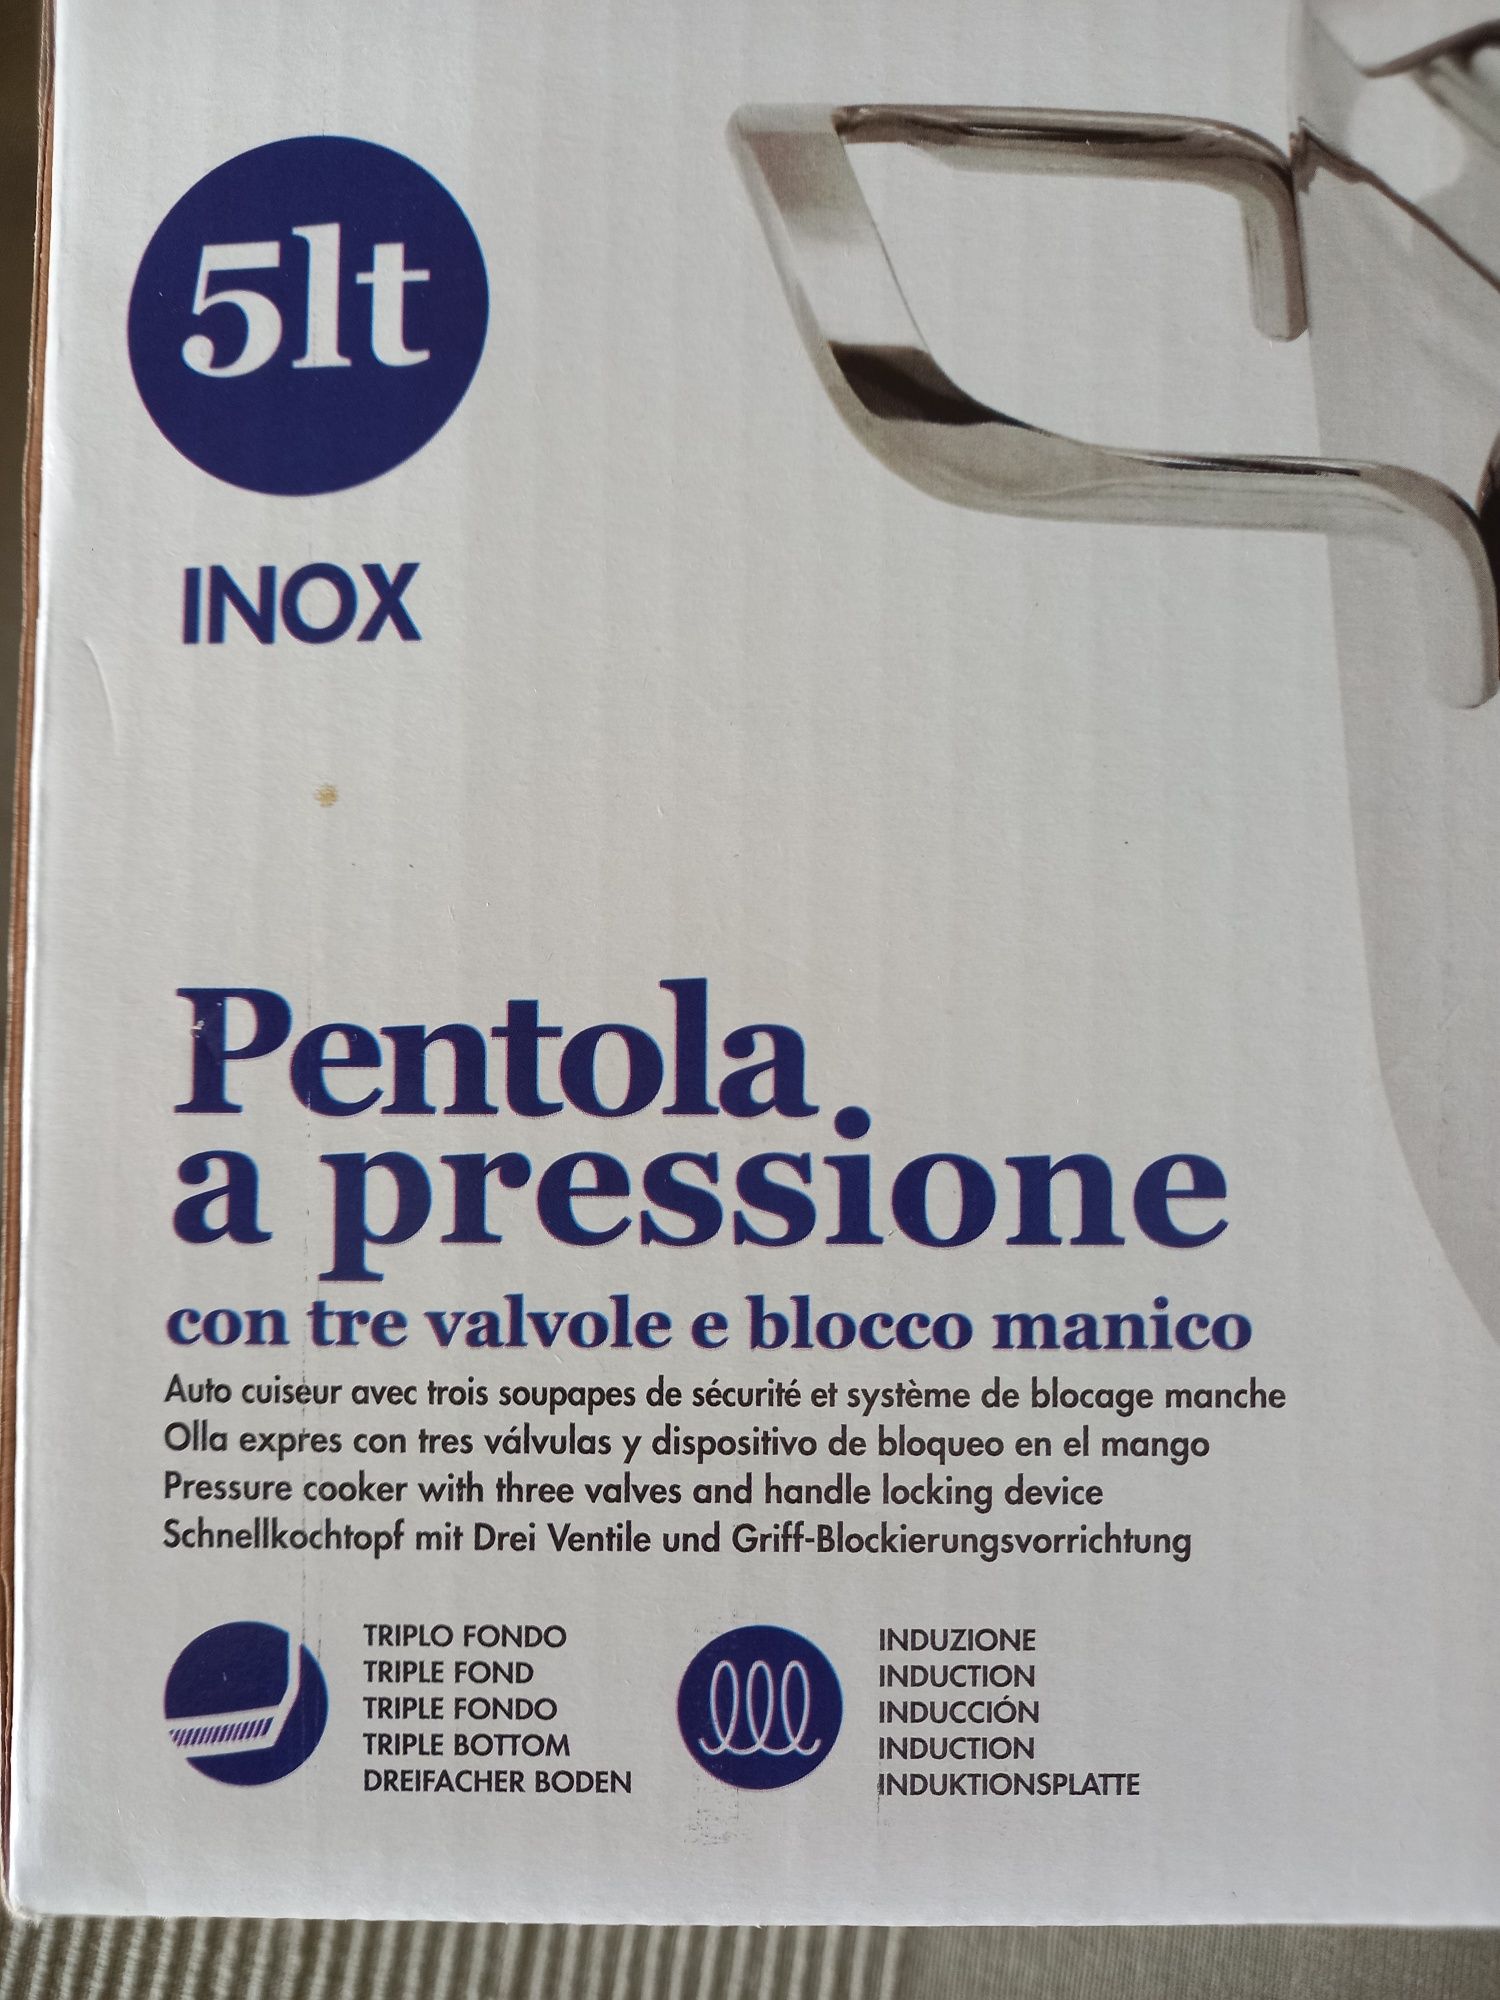 5lt
INOX
Pentola
a pressione
con tre valvole e blocco manico
Auto cuiseur avec trois soupapes de sécurité et système de blocage manche
Olla expres con tres válvulas y dispositivo de bloqueo en el mango
Pressure cooker with three valves and handle locking device
Schnellkochtopf mit Drei Ventile und Griff-Blockierungsvorrichtung
TRIPLO FONDO
TRIPLE FOND
TRIPLE FONDO
TRIPLE BOTTOM
DREIFACHER BODEN
INDUZIONE
INDUCTION
INDUCCIÓN
INDUCTION
INDUKTIONSPLATTE